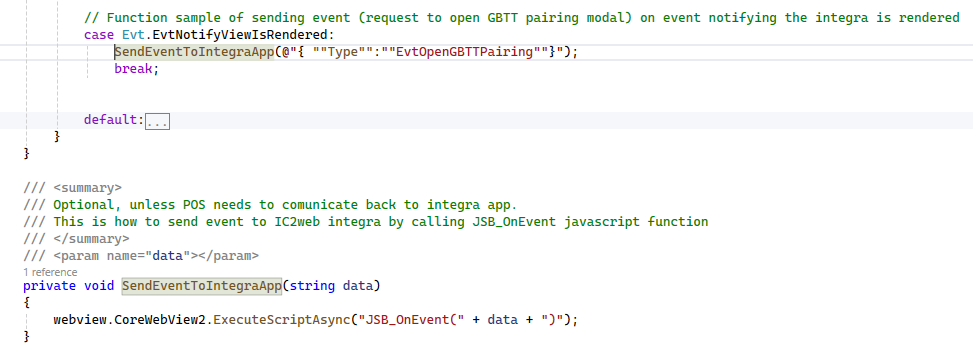 // Function sample of sending event (request to open GBTT pairing modal) on event notifying the integra is rendered
case Evt.EvtNotifyViewIsRendered:
SendEventToIntegraApp(@"{ ""Type"":""EvtOpenGBTTPairing""}");
break;
default:...
}
}
/// <summary>
/// Optional, unless POS needs to comunicate back to integra app.
/// This is how to send event to IC2web integra by calling JSB_OnEvent javascript function
/// </summary>
/// <param name="data"></param>
1 reference
private void SendEventToIntegraApp(string data)
{
webview.CoreWebView2.ExecuteScriptAsync("JSB_OnEvent(" + data + ")");
}